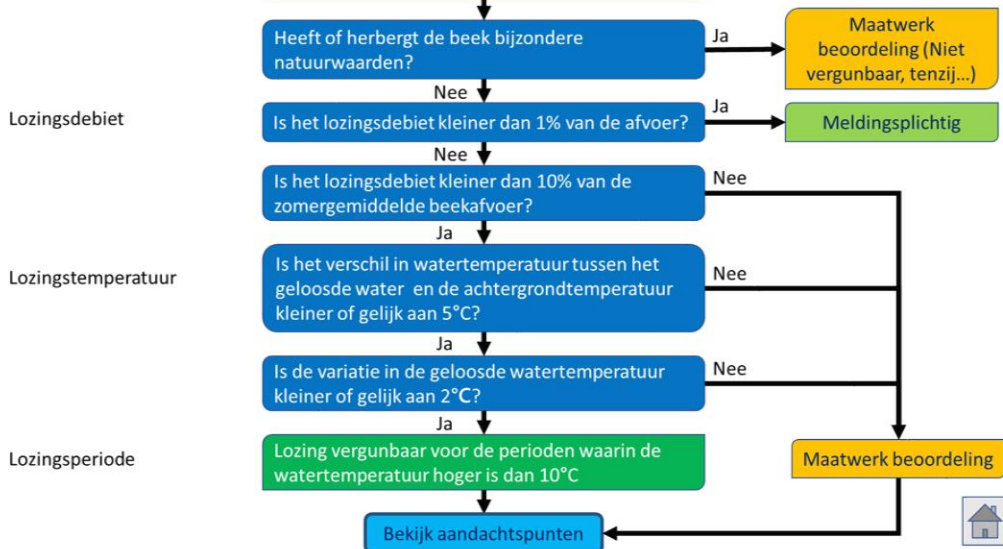 Heeft of herbergt de beek bijzondere
natuurwaarden?
Ja
Maatwerk
beoordeling (Niet
vergunbaar, tenzij...)
Nee
Lozingsdebiet
Is het lozingsdebiet kleiner dan 1% van de afvoer?
Ja
Meldingsplichtig
Nee
Is het lozingsdebiet kleiner dan 10% van de
zomergemiddelde beekafvoer?
Nee
Ja
Lozingstemperatuur
Is het verschil in watertemperatuur tussen het
geloosde water en de achtergrondtemperatuur
kleiner of gelijk aan 5°C?
Nee
Ja
Is de variatie in de geloosde watertemperatuur
kleiner of gelijk aan 2°C?
Nee
Ja
Lozingsperiode
Lozing vergunbaar voor de perioden waarin de
watertemperatuur hoger is dan 10°C
Maatwerk beoordeling
Bekijk aandachtspunten